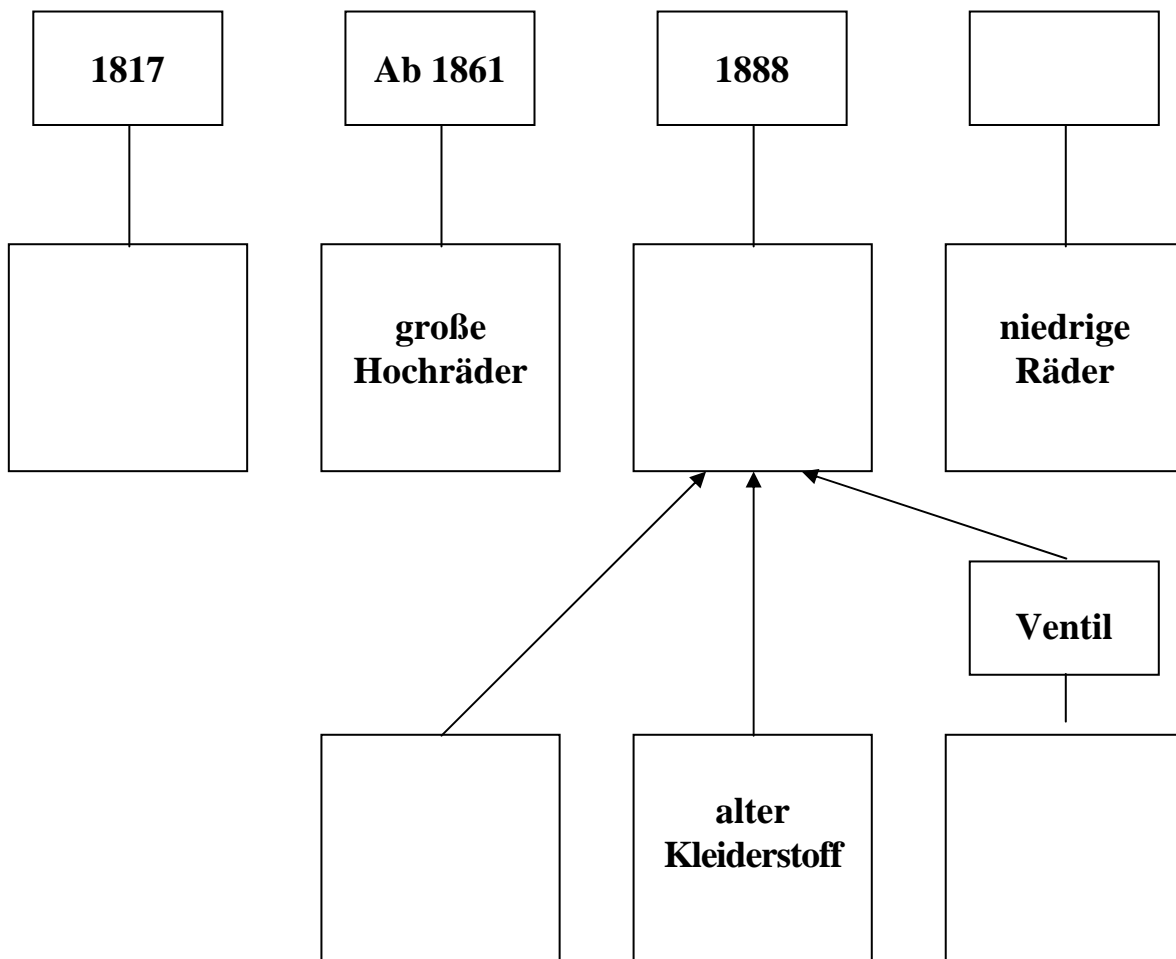 1817
Ab 1861
1888
große
Hochräder
niedrige
Räder
Ventil
alter
Kleiderstoff